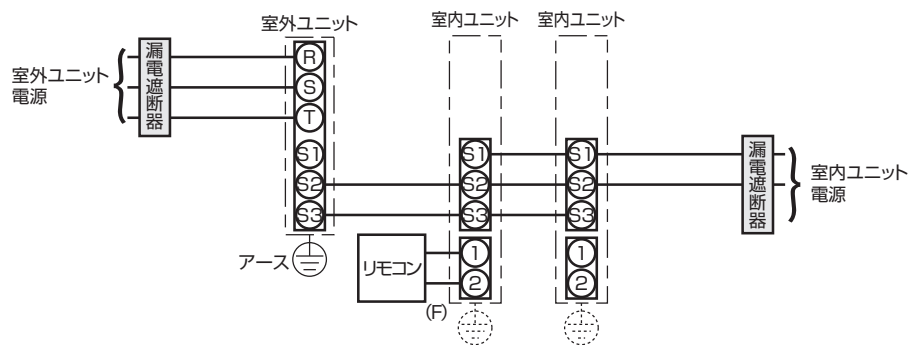 室外ユニット
室内ユニット
室内ユニット
漏電遮断器
室外ユニット
電源
R
S
T
S1
S2
S3
アース
S1
S2
S3
1
2
リモコン
(F)
S1
S2
S3
1
2
漏電遮断器
室内ユニット
電源